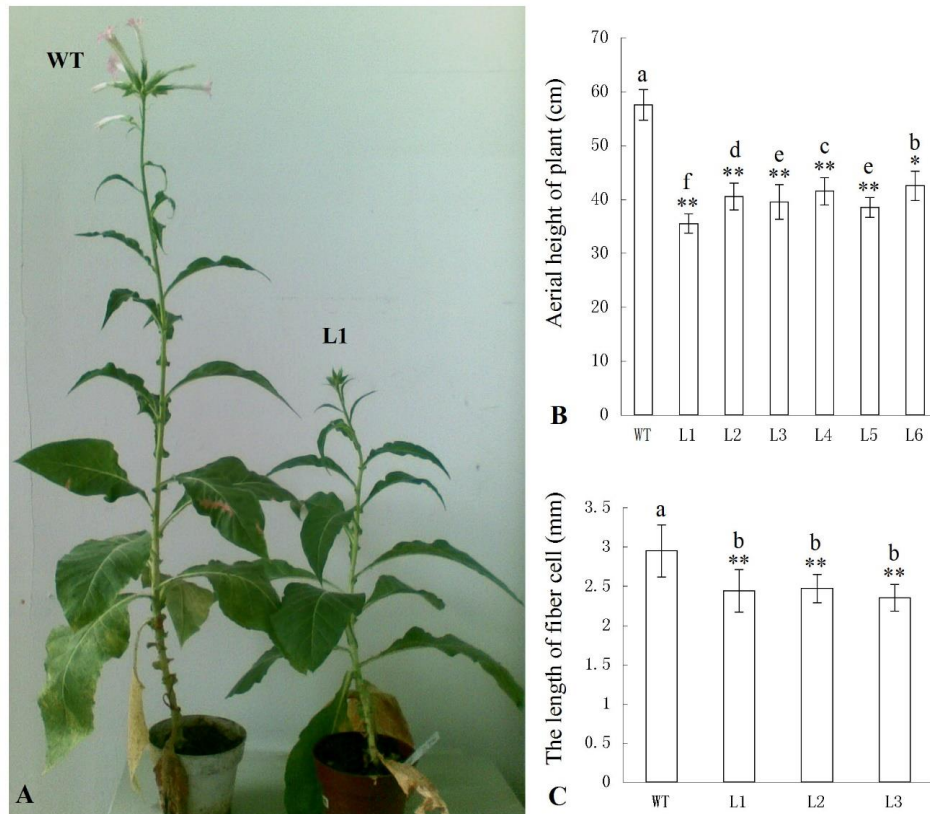 WT
L1
A
Aerial height of plant (cm)
70
60
50
40
30
20
10
0
a
f
**
d
**
e
**
c
**
e
**
b
*
B
WT L1 L2 L3 L4 L5 L6
The length of fiber cell (mm)
3.5
3
2.5
2
1.5
1
0.5
0
a
b
**
b
**
b
**
C
WT L1 L2 L3